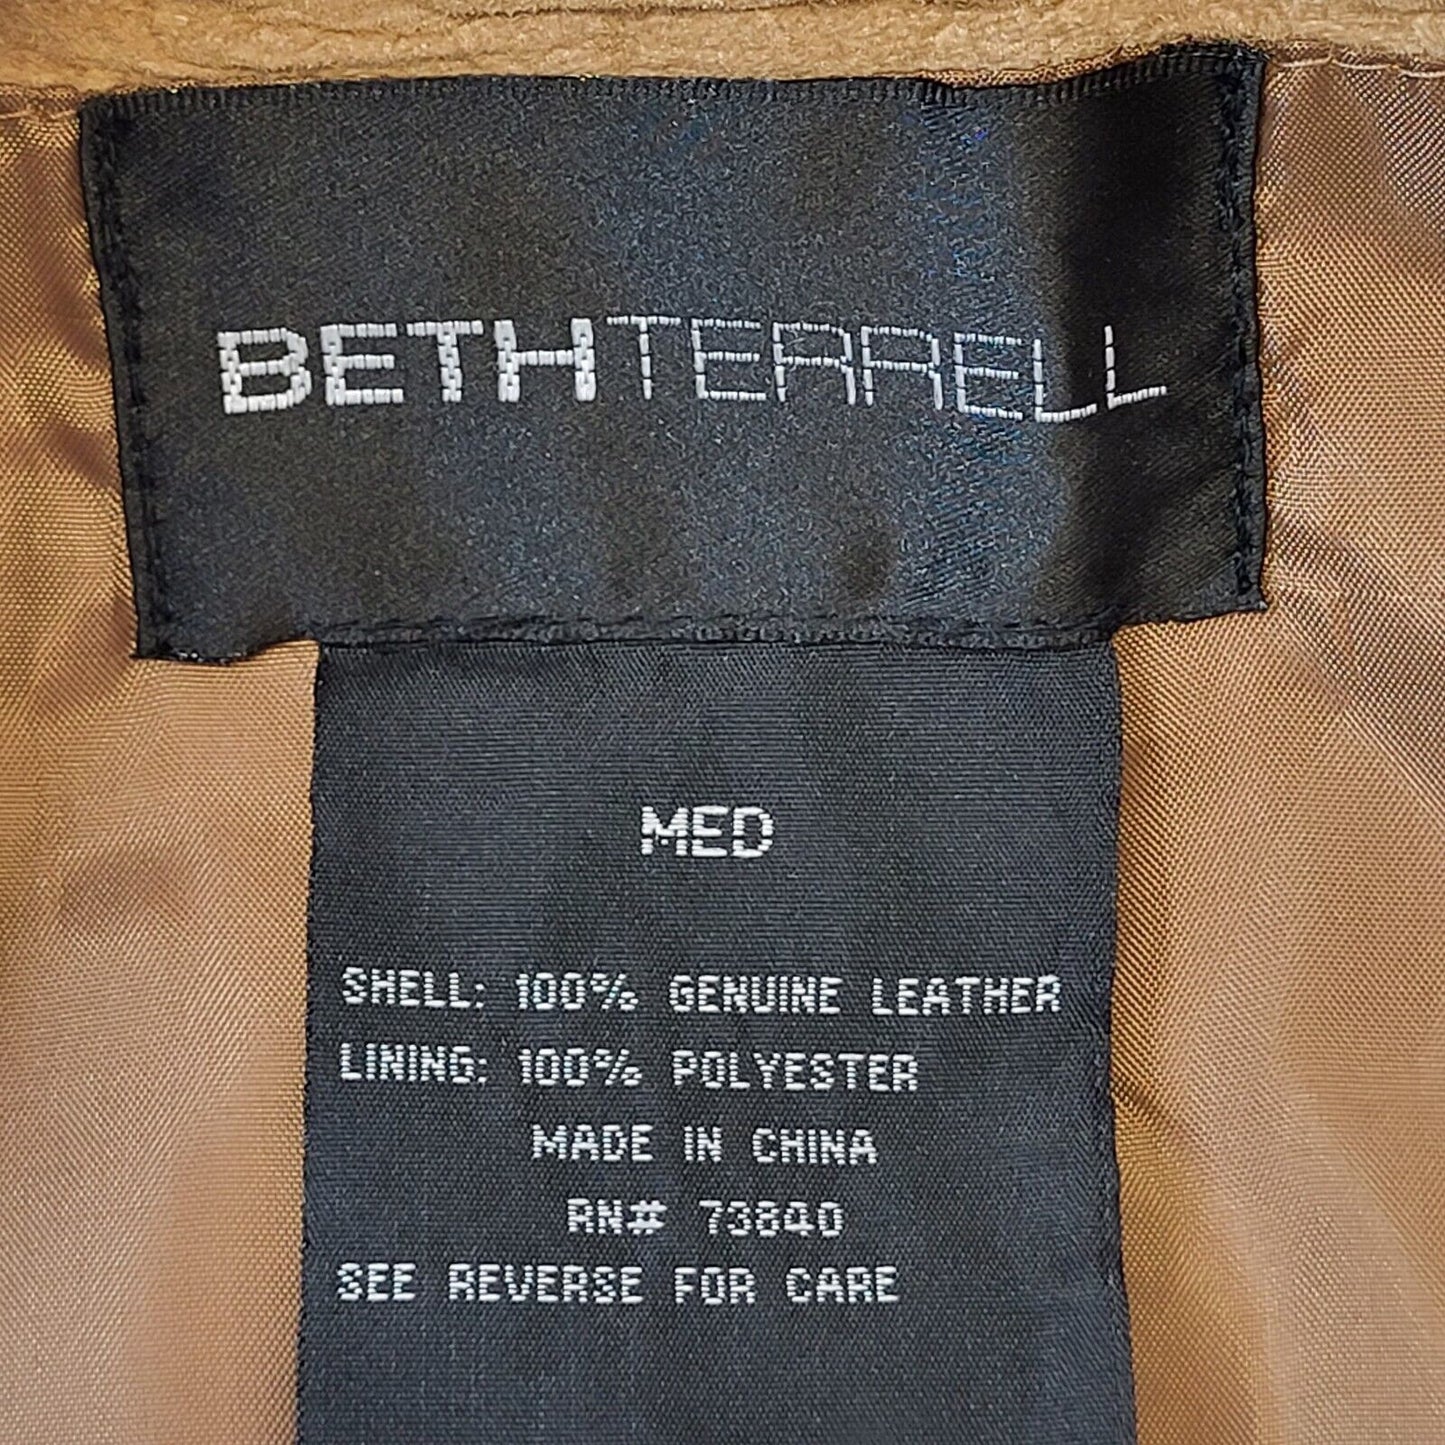 BETHTERRELL
MED
SHELL: 100% GENUINE LEATHER
LINING: 100% POLYESTER
MADE IN CHINA
RN# 73840
SEE REVERSE FOR CARE